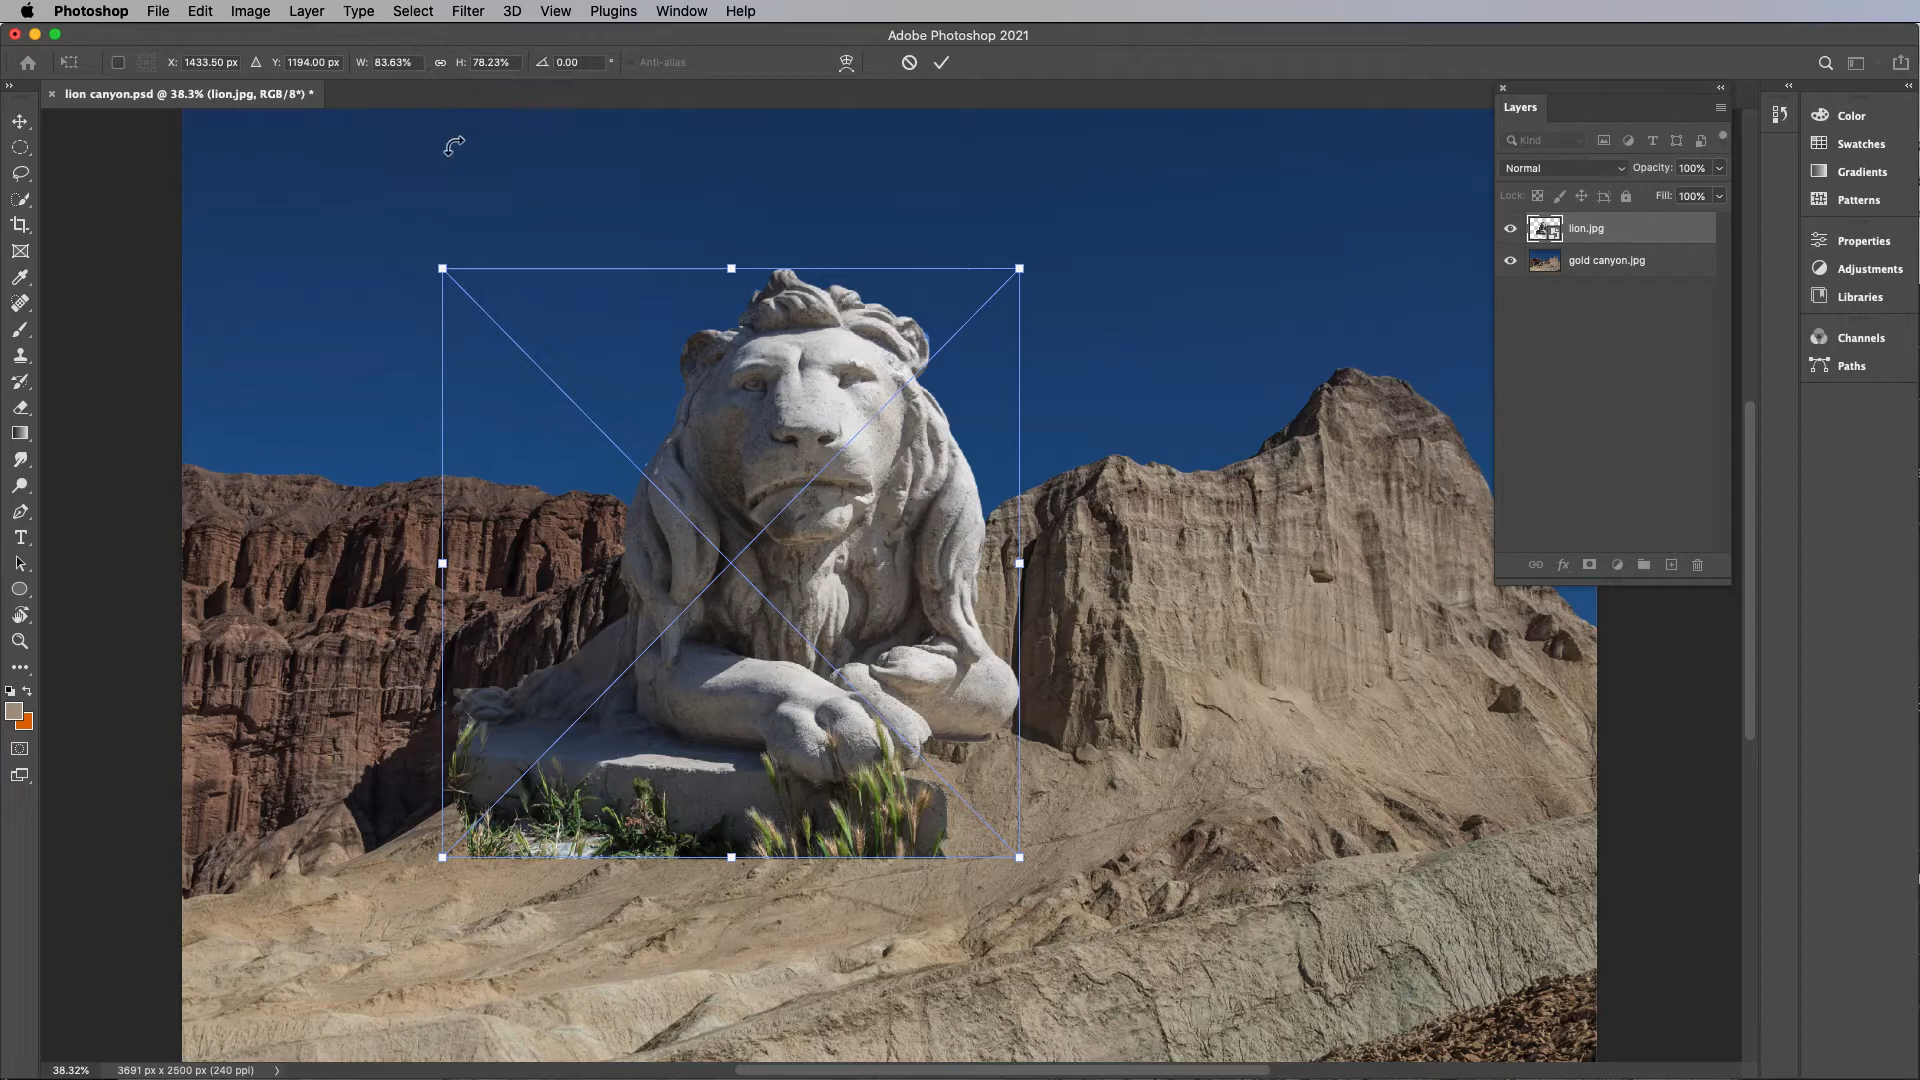 Photoshop File Edit Image Layer Type Select Filter 3D View Plugins Window Help
Adobe Photoshop 2021
X: 1433.50 px Y: 1194.00 px W: 83.63% H: 78.23% 0.00 ° Anti-alias
× lion canyon.psd @ 38.3% (lion.jpg, RGB/8*) *
Layers
Kind
Normal Opacity: 100%
Lock: Fill: 100%
lion.jpg
gold canyon.jpg
fx
Color
Swatches
Gradients
Patterns
Properties
Adjustments
Libraries
Channels
Paths
38.32% 3691 px x 2500 px (240 ppi)